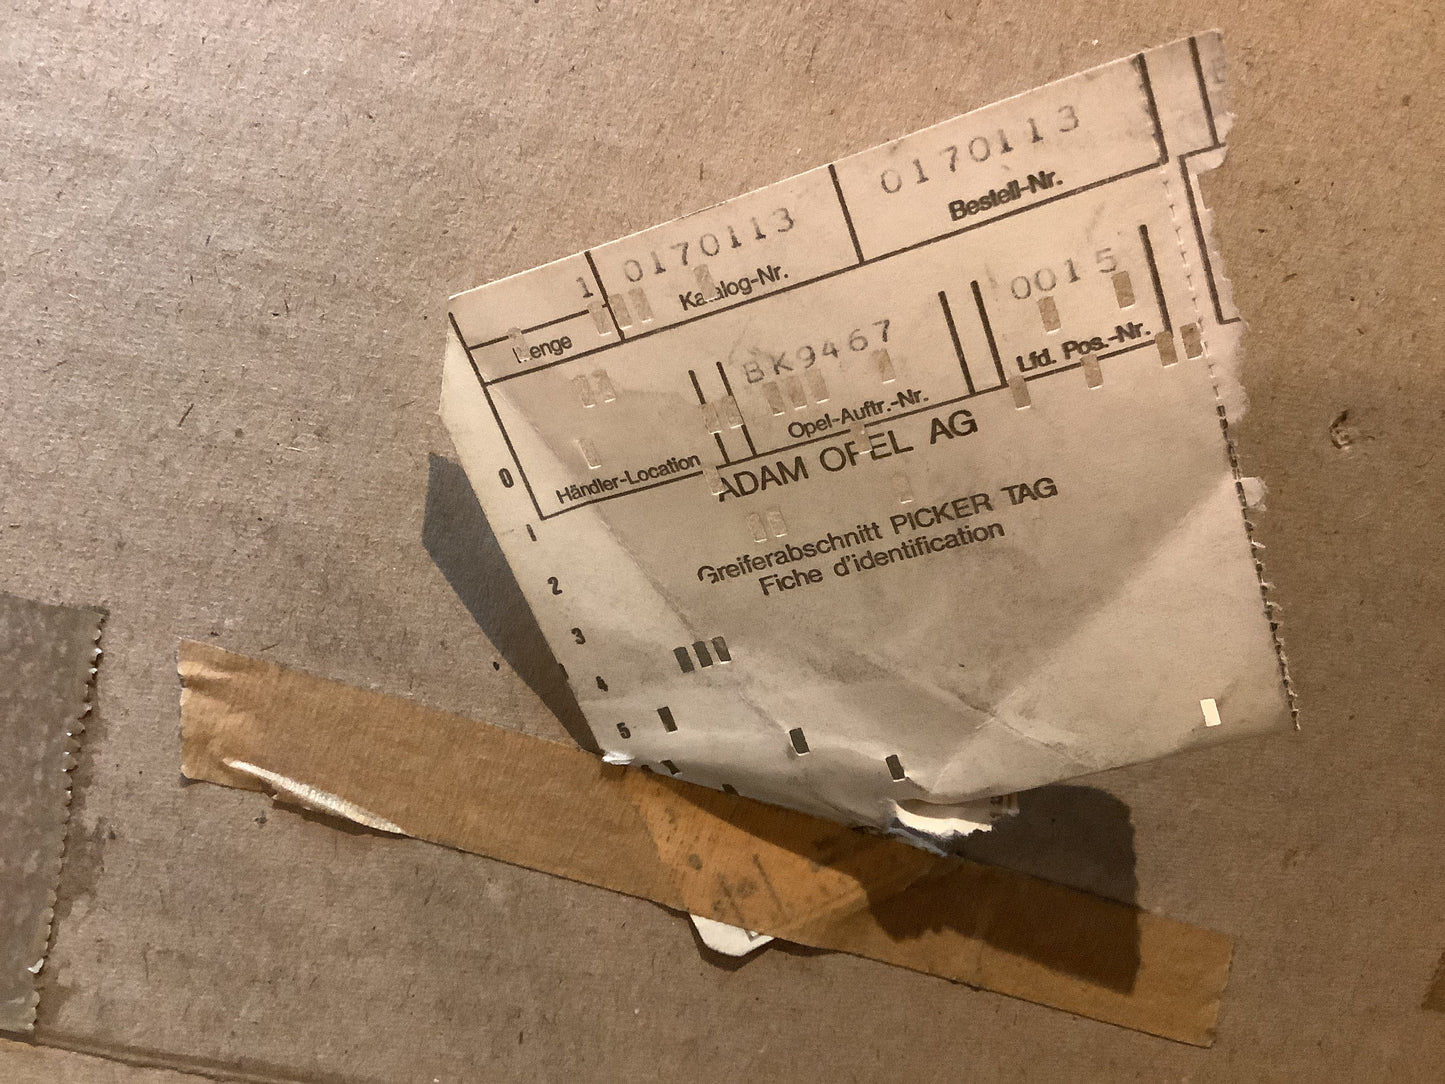 1 0170113 0170113
Menge Katalog-Nr. Bestell-Nr.
BK9467 0015
Händler-Location Opel-Auftr.-Nr. Lfd. Pos.-Nr.
ADAM OPEL AG
Greiferabschnitt PICKER TAG
Fiche d'identification
0
1
2
3
4
5